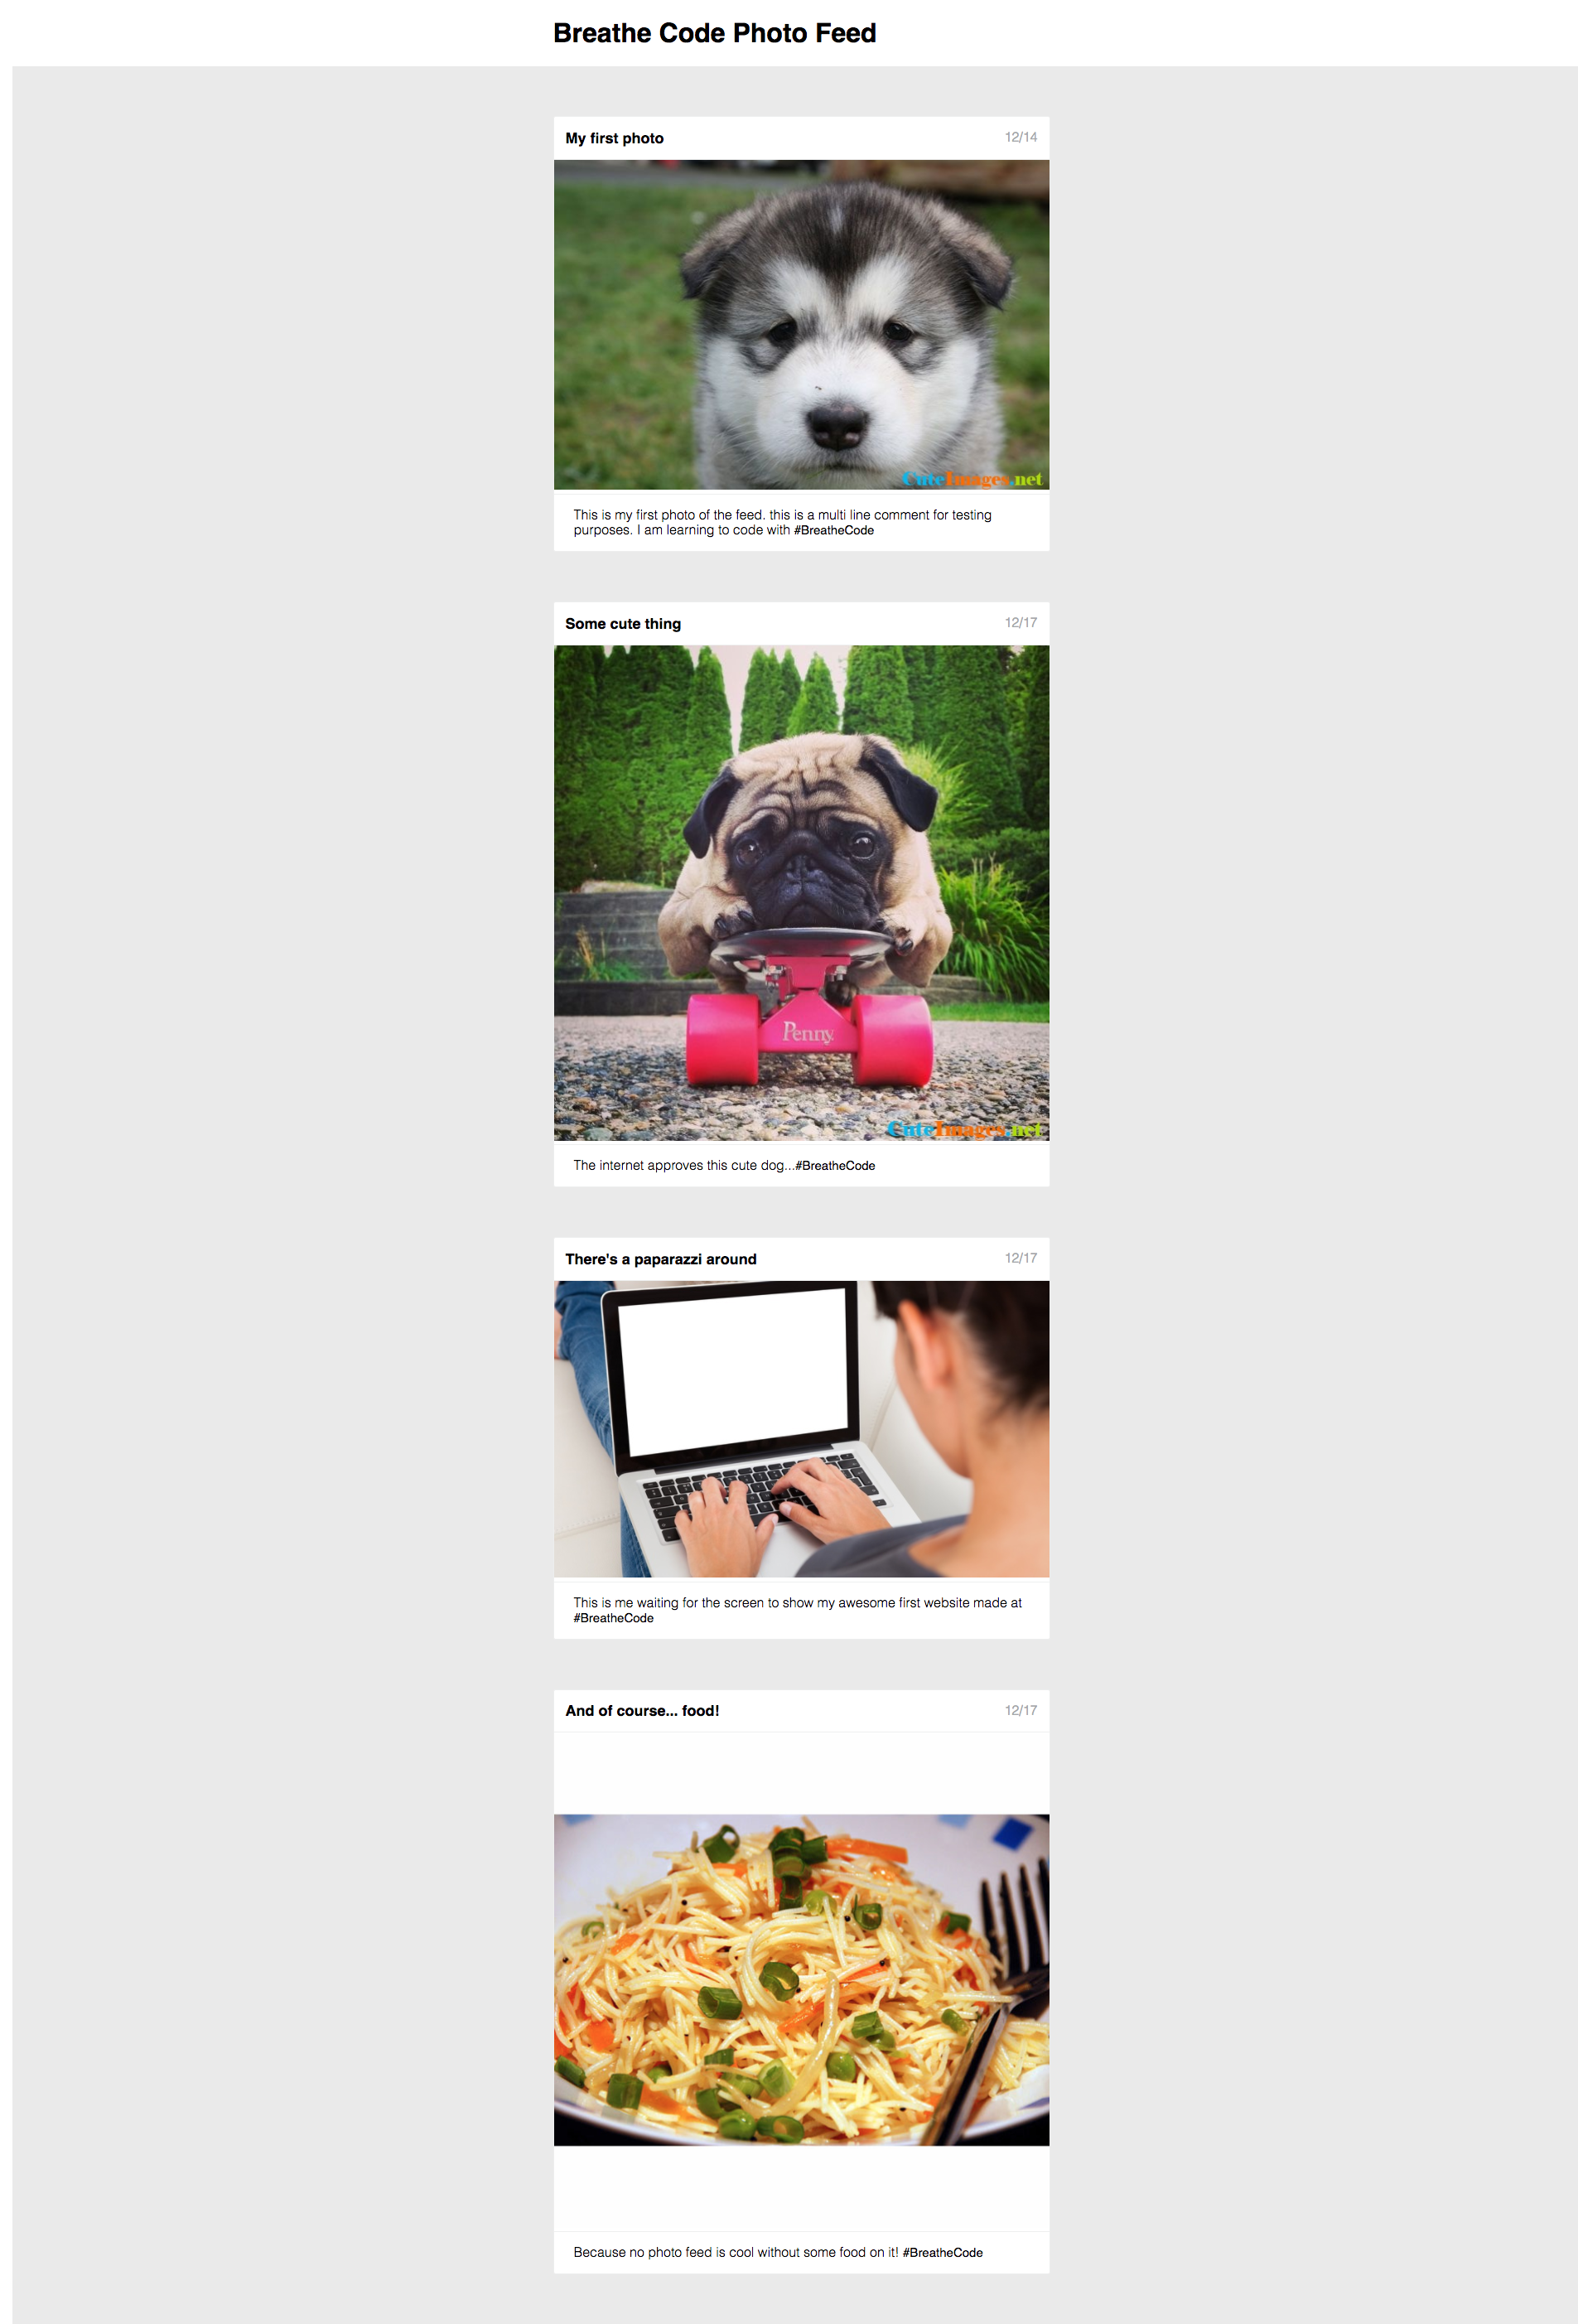 Breathe Code Photo Feed
My first photo
12/14
CuteImages.net
This is my first photo of the feed. this is a multi line comment for testing
purposes. I am learning to code with #BreatheCode
Some cute thing
12/17
Penny
CuteImages.net
The internet approves this cute dog...#BreatheCode
There's a paparazzi around
12/17
This is me waiting for the screen to show my awesome first website made at
#BreatheCode
And of course... food!
12/17
Because no photo feed is cool without some food on it! #BreatheCode